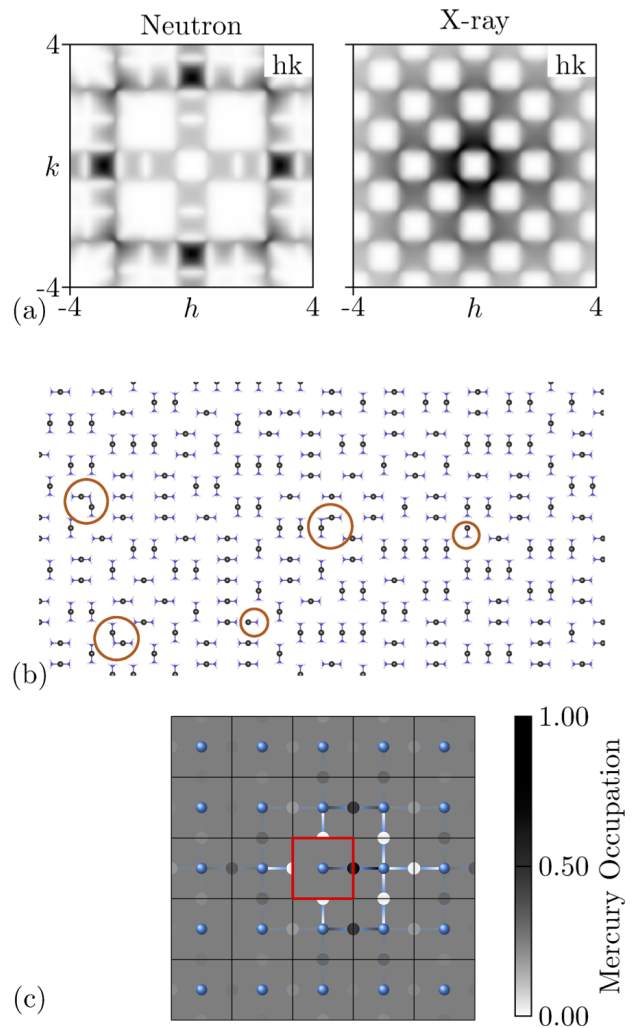 Neutron
X-ray
4
hk
hk
k
-4
(a)
-4
h
4
-4
h
4
(b)
1.00
0.50
0.00
Mercury Occupation
(c)